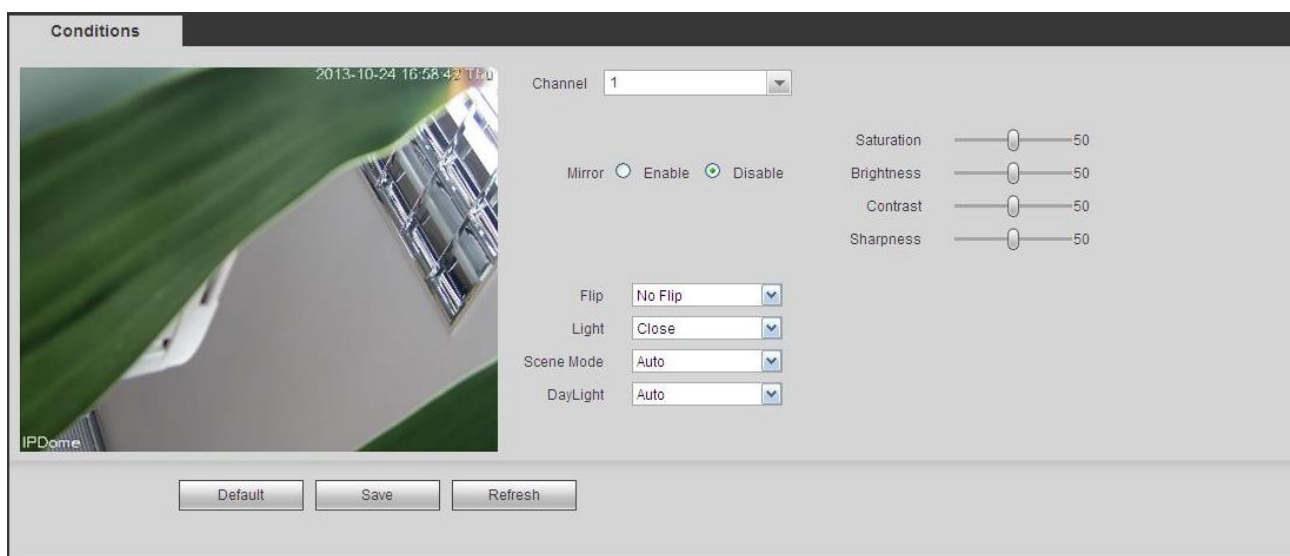 Conditions
2013-10-24 16:58:42 Thu
Channel 1
Mirror Enable Disable
Saturation 50
Brightness 50
Contrast 50
Sharpness 50
Flip No Flip
Light Close
Scene Mode Auto
DayLight Auto
IPDome
Default Save Refresh